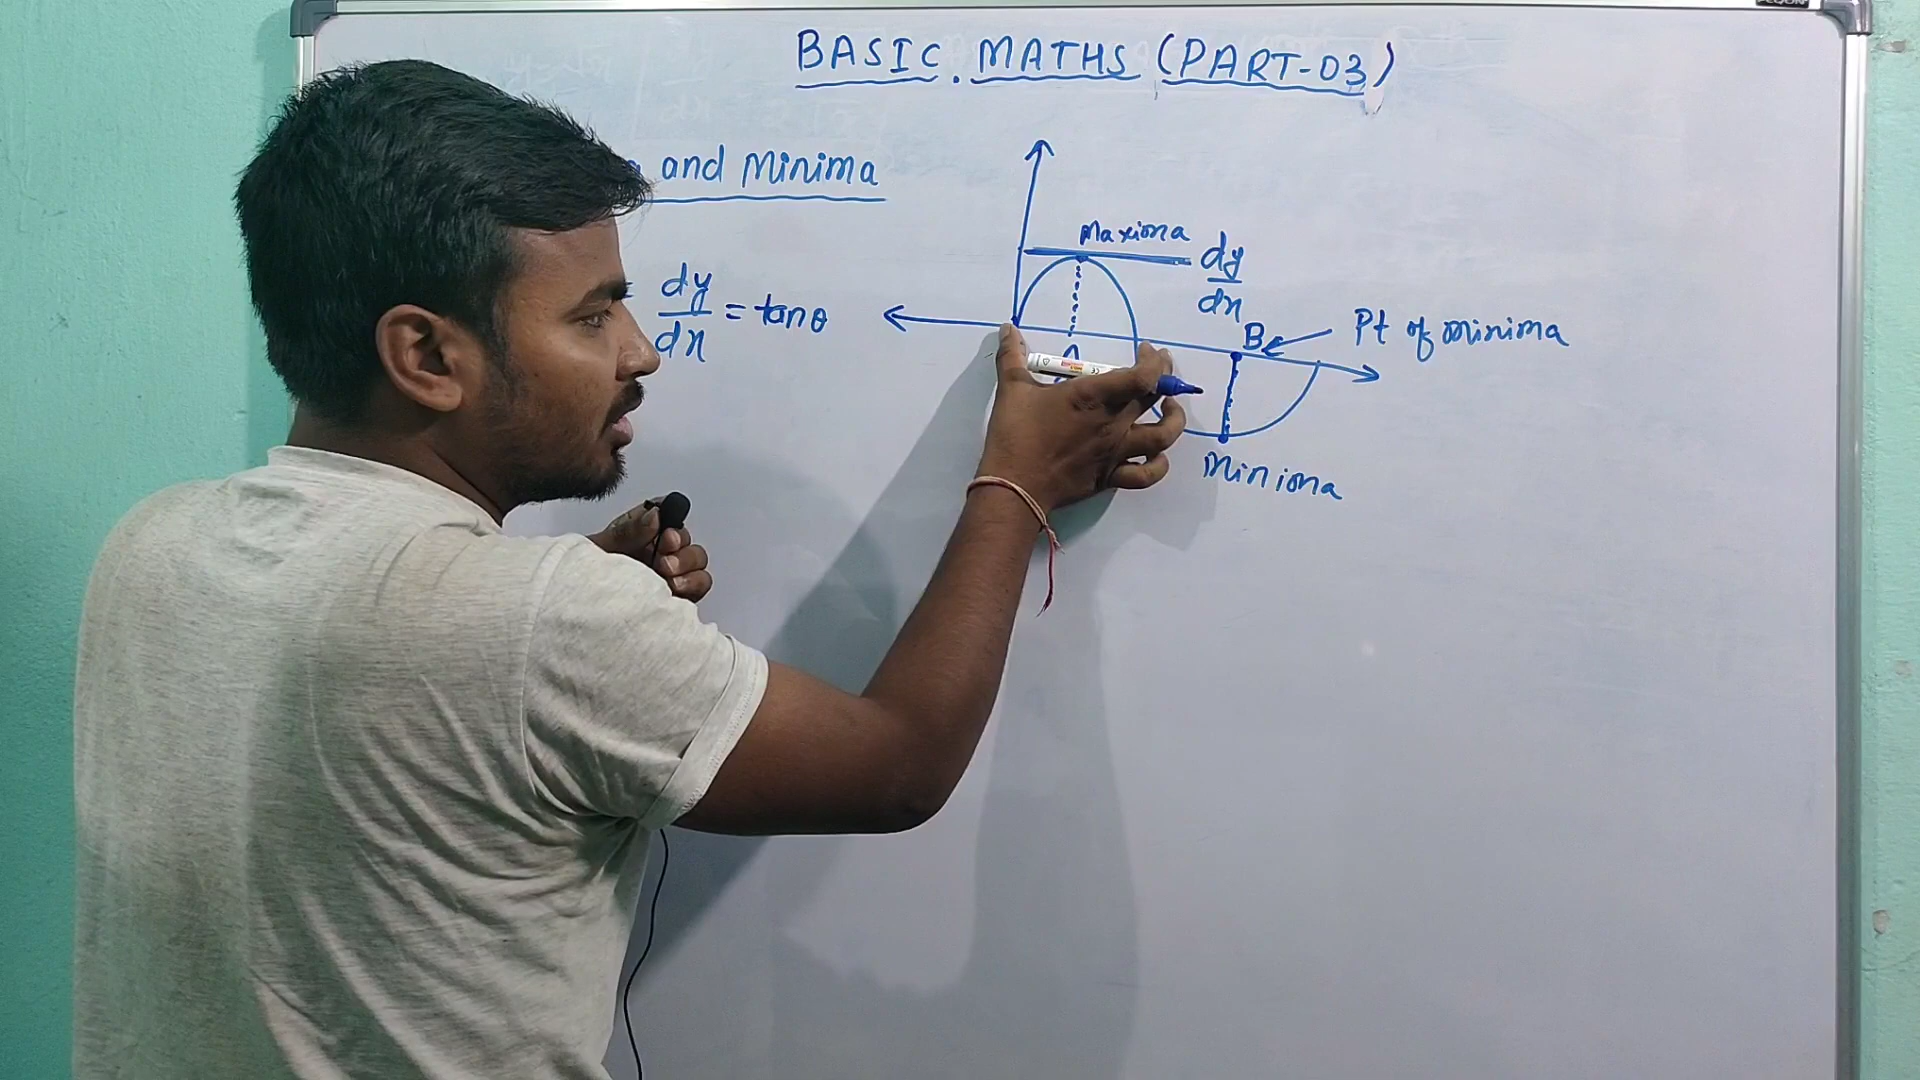 BASIC MATHS (PART-03)
and Minima
Maxima
dy
dx
dy
dx
= tanθ
B
Pt of minima
Minima